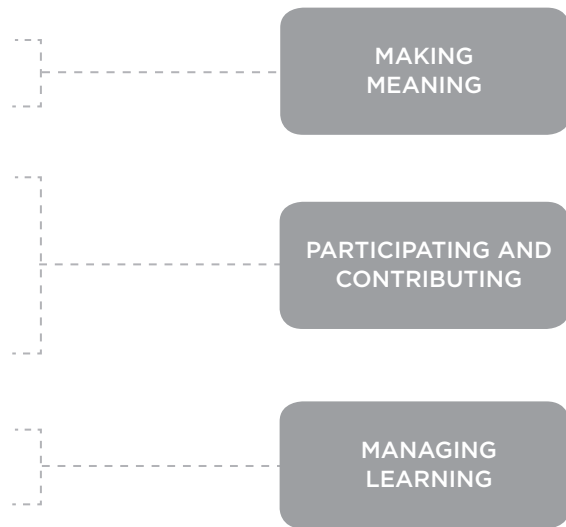 MAKING
MEANING
PARTICIPATING AND
CONTRIBUTING
MANAGING
LEARNING